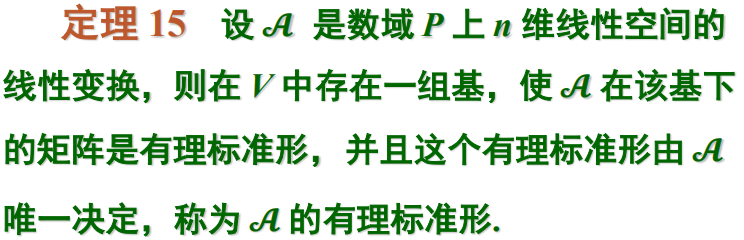 定理 15 设 𝒜 是数域 P 上 n 维线性空间的
线性变换，则在 V 中存在一组基，使 𝒜 在该基下
的矩阵是有理标准形，并且这个有理标准形由 𝒜
唯一决定，称为 𝒜 的有理标准形.